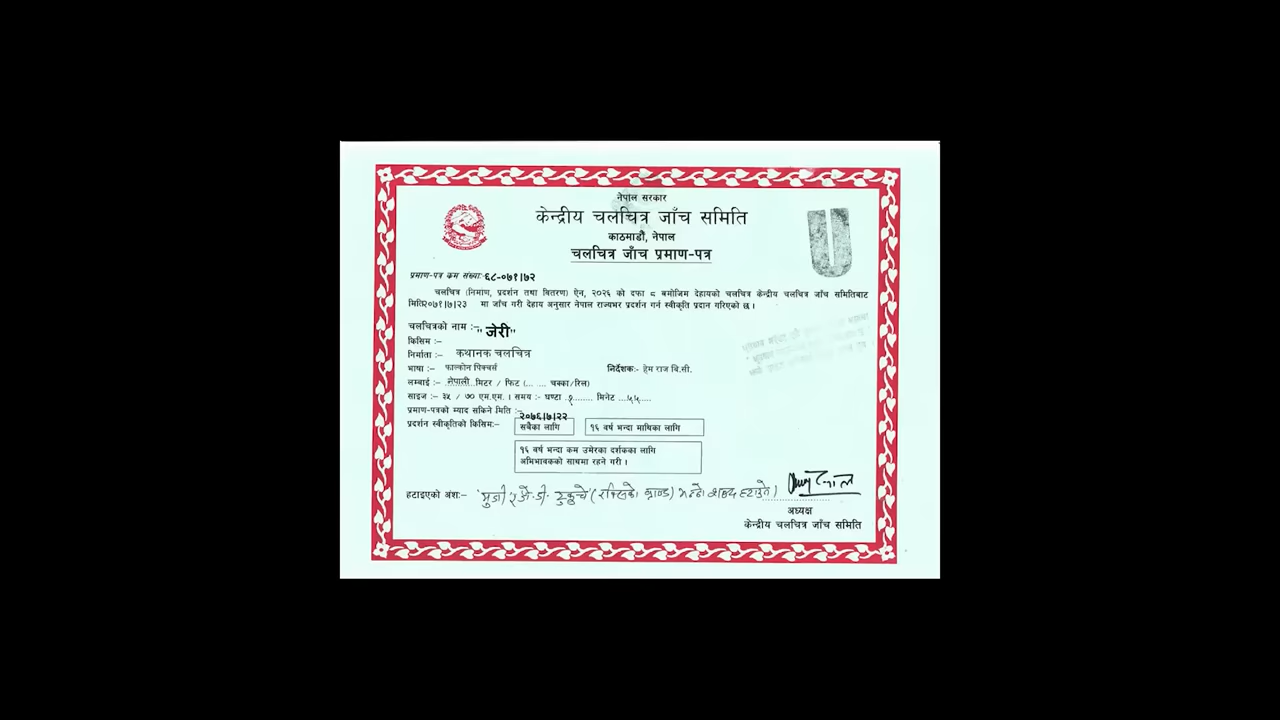 नेपाल सरकार
केन्द्रीय चलचित्र जाँच समिति
काठमाडौं, नेपाल
चलचित्र जाँच प्रमाण-पत्र
U
प्रमाण-पत्र क्रम संख्याः ६८-०७१।७२
चलचित्र (निमाण, प्रदर्शन तथा वितरण) ऐन, २०२६ को दफा ८ बमोजिम देहायको चलचित्र केन्द्रीय चलचित्र जाँच समितिबाट
मिति २०७१।७।२३ मा जाँच गरी देहाय अनुसार नेपाल राज्यभर प्रदर्शन गर्न स्वीकृति प्रदान गरिएको छ ।
चलचित्रको नाम :- "जेरी"
किसिम :-
निर्माता :- कथानक चलचित्र
भाषा :- फाल्कोन पिक्चर्स निर्देशकः- हेम राज बि.सी.
लम्बाई :- नेपाली मिटर / फिट (... ... चक्का/रिल)
साइज :- ३५ / ७० एम.एम. । समय :- घण्टा .१....... मिनेट ...५५.....
प्रमाण-पत्रको म्याद सकिने मिति :- २०७६।७।२२
प्रदर्शन स्वीकृतिको किसिमः- सबैका लागि १६ वर्ष भन्दा माथिका लागि
१६ वर्ष भन्दा कम उमेरका दर्शकका लागि
अभिभावकको साथमा रहने गरी ।
हटाइएको अंशः-
अध्यक्ष
केन्द्रीय चलचित्र जाँच समिति